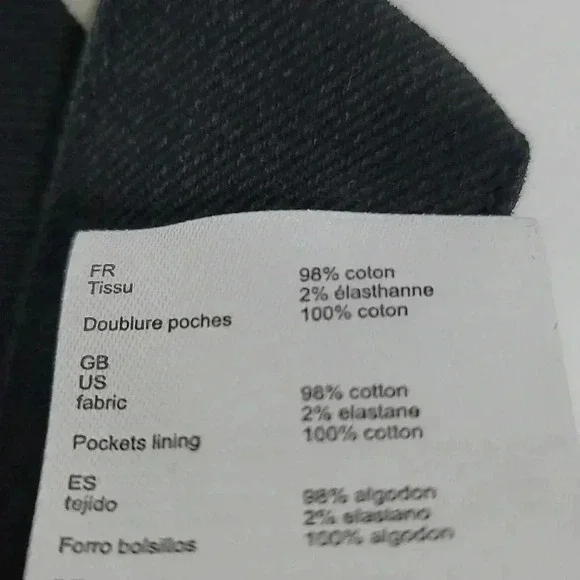 FR
Tissu 98% coton
2% élasthanne
Doublure poches 100% coton
GB
US
fabric 98% cotton
2% elastane
Pockets lining 100% cotton
ES
tejido 98% algodon
2% elastano
Forro bolsillos 100% algodon